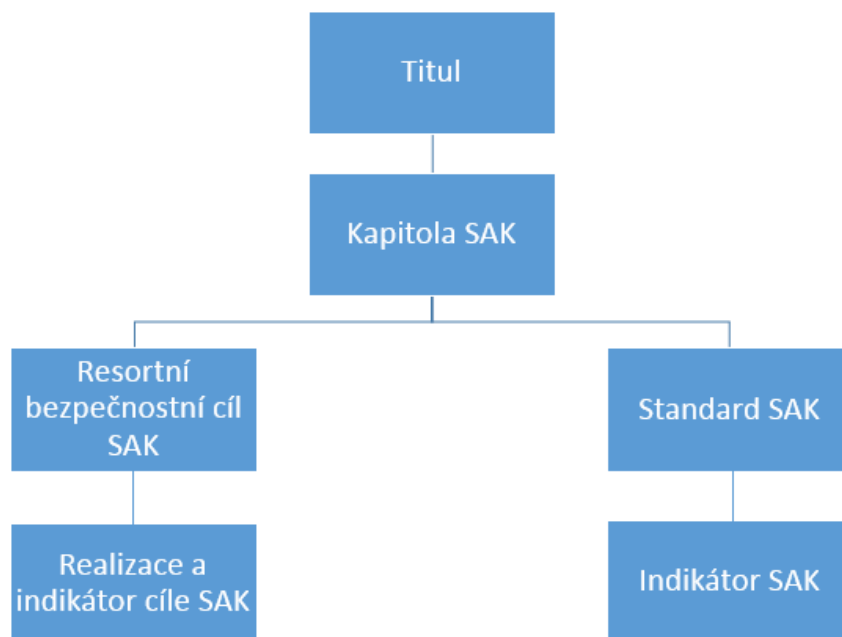 Titul
Kapitola SAK
Resortní
bezpečnostní cíl
SAK
Standard SAK
Realizace a
indikátor cíle SAK
Indikátor SAK